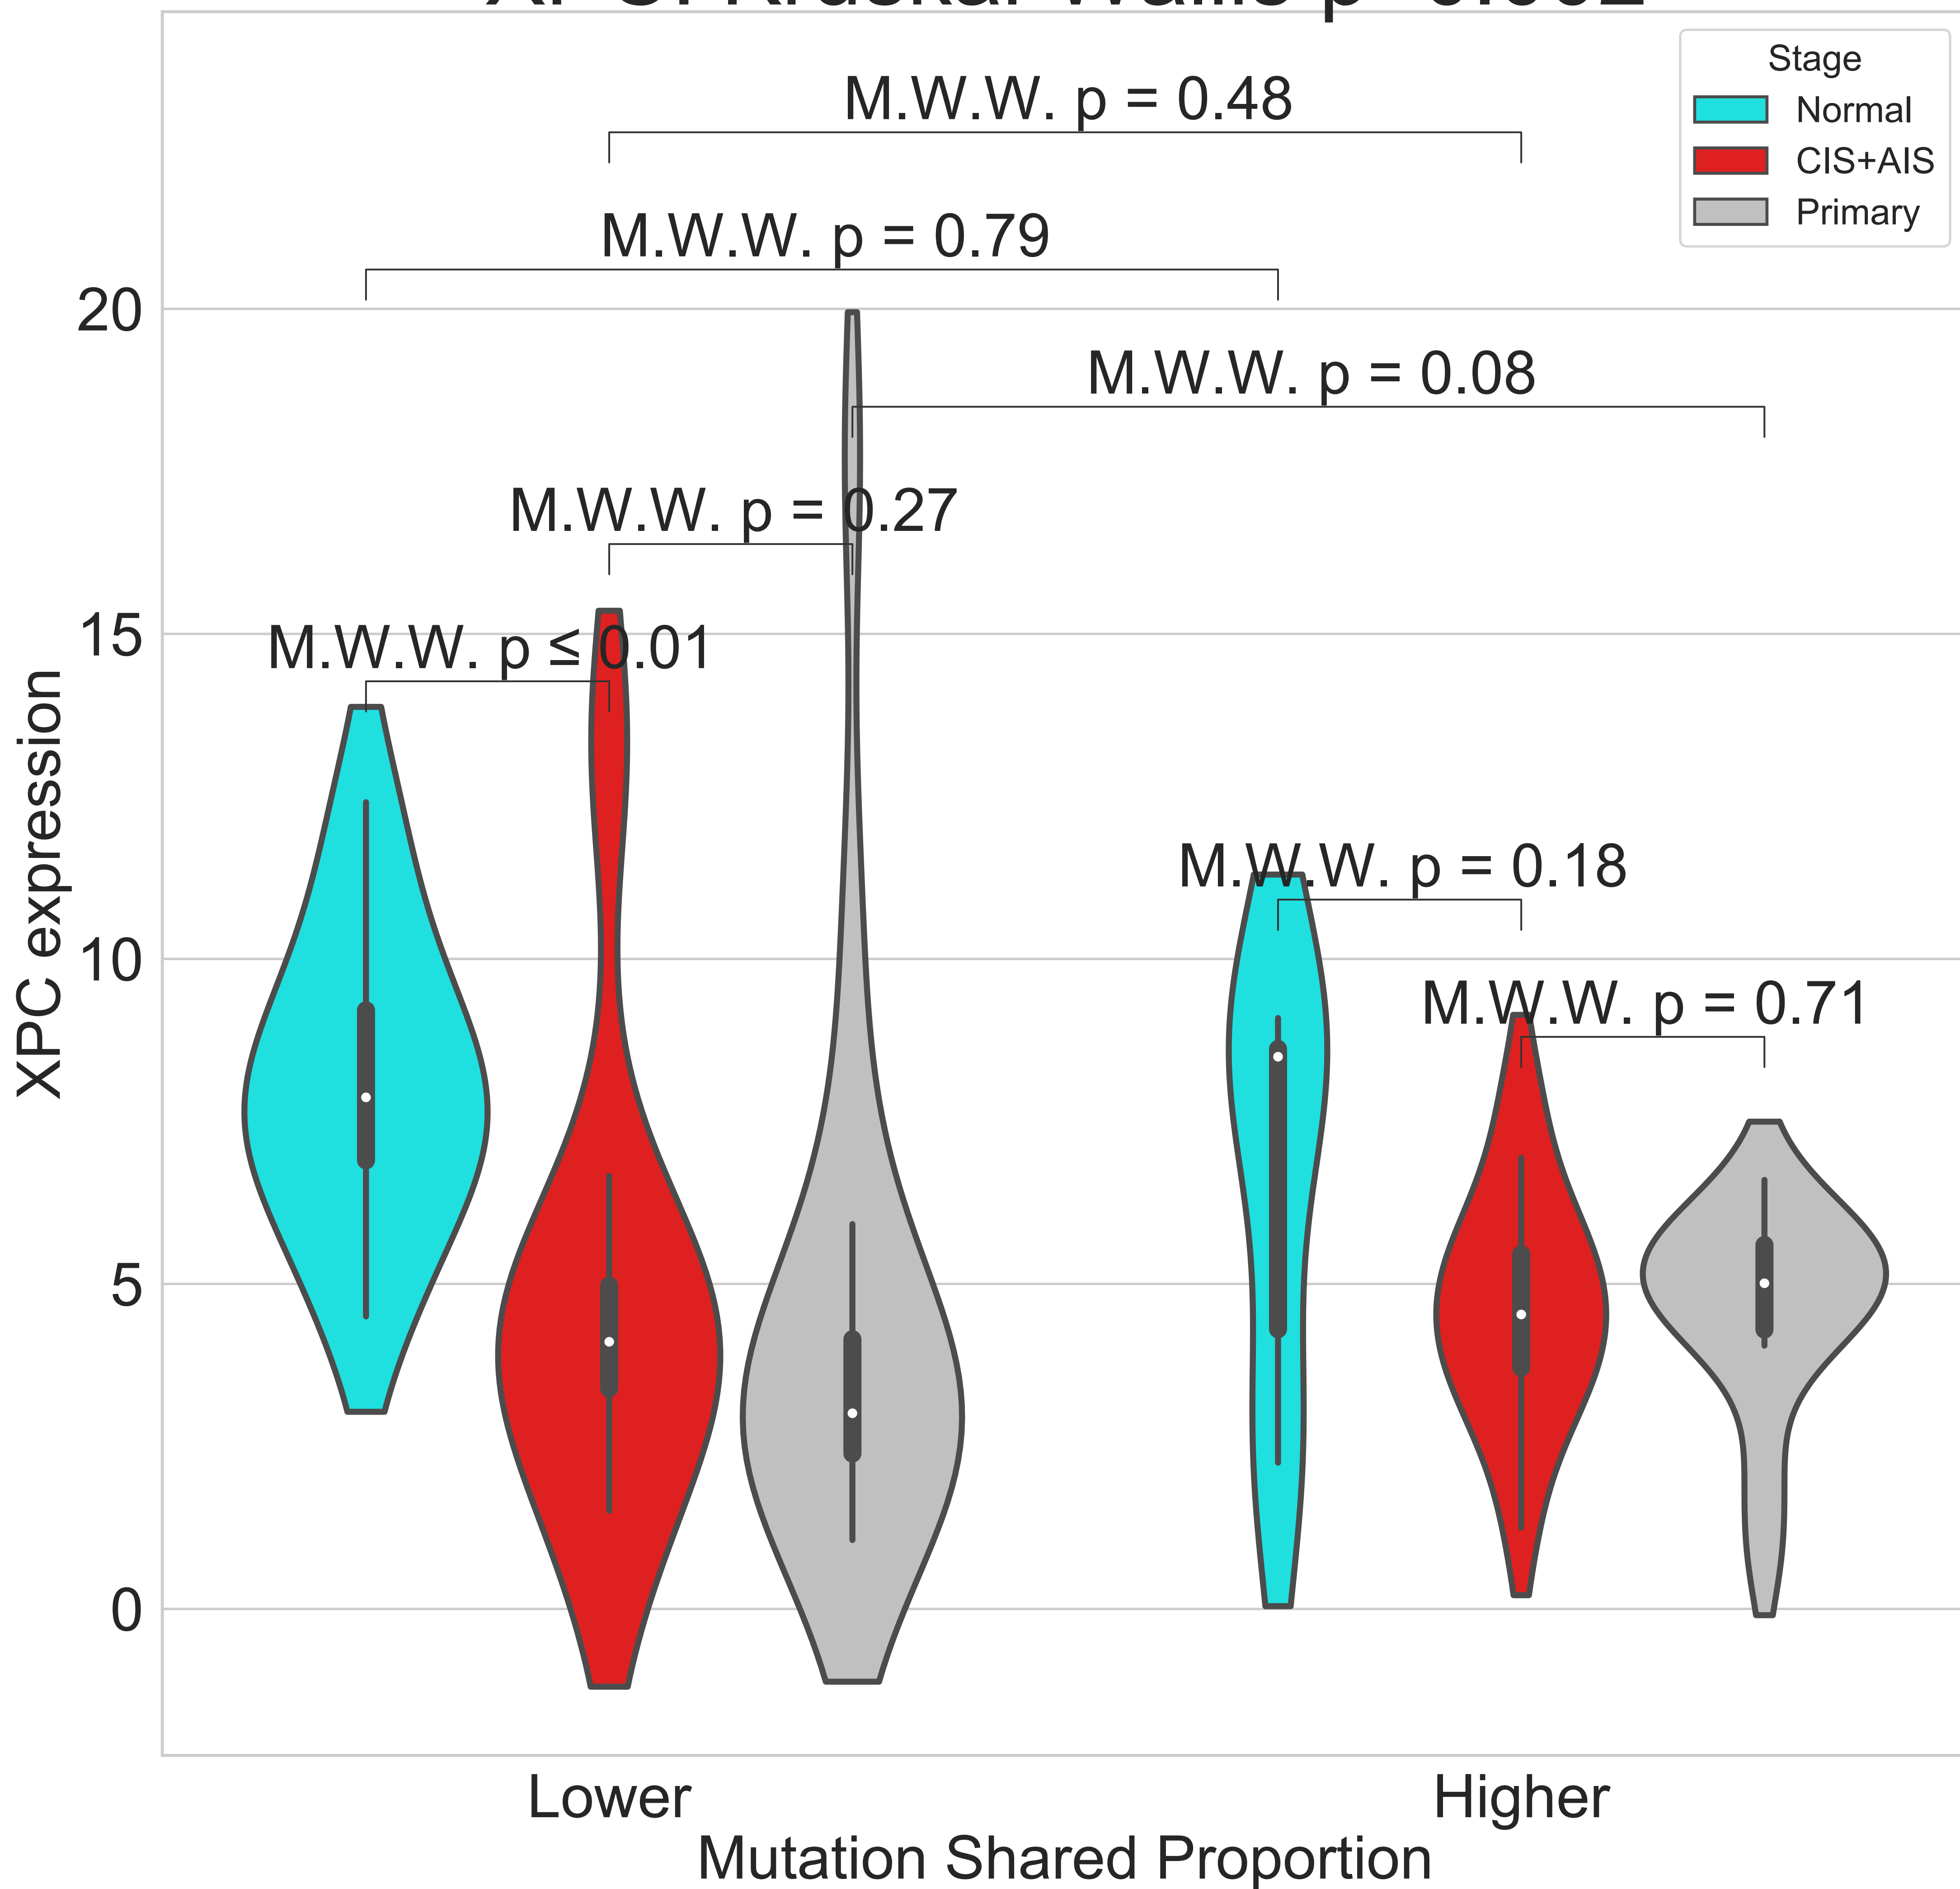 Stage
Normal
CIS+AIS
Primary
M.W.W. p = 0.48
M.W.W. p = 0.79
M.W.W. p = 0.08
M.W.W. p = 0.27
M.W.W. p ≤ 0.01
M.W.W. p = 0.18
M.W.W. p = 0.71
20
15
10
5
0
XPC expression
Lower
Higher
Mutation Shared Proportion